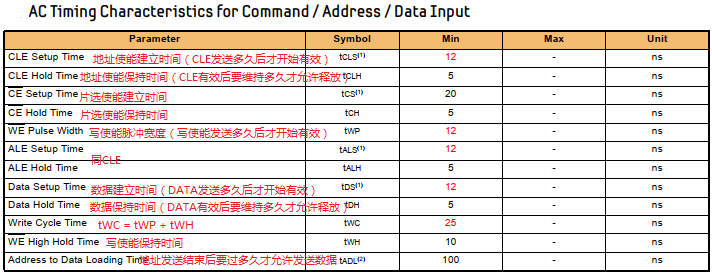 AC Timing Characteristics for Command / Address / Data Input
Parameter Symbol Min Max Unit
CLE Setup Time 地址使能建立时间（CLE发送多久后才开始有效） tCLS(1) 12 - ns
CLE Hold Time 地址使能保持时间（CLE有效后要维持多久才允许释放） tCLH 5 - ns
CE Setup Time 片选使能建立时间 tCS(1) 20 - ns
CE Hold Time 片选使能保持时间 tCH 5 - ns
WE Pulse Width 写使能脉冲宽度（写使能发送多久后才开始有效） tWP 12 - ns
ALE Setup Time tALS(1) 12 - ns
同CLE
ALE Hold Time tALH 5 - ns
Data Setup Time 数据建立时间（DATA发送多久后才开始有效） tDS(1) 12 - ns
Data Hold Time 数据保持时间（DATA有效后要维持多久才允许释放） tDH 5 - ns
Write Cycle Time tWC = tWP + tWH tWC 25 - ns
WE High Hold Time 写使能保持时间 tWH 10 - ns
Address to Data Loading Time 地址发送结束后要过多久才允许发送数据 tADL(2) 100 - ns